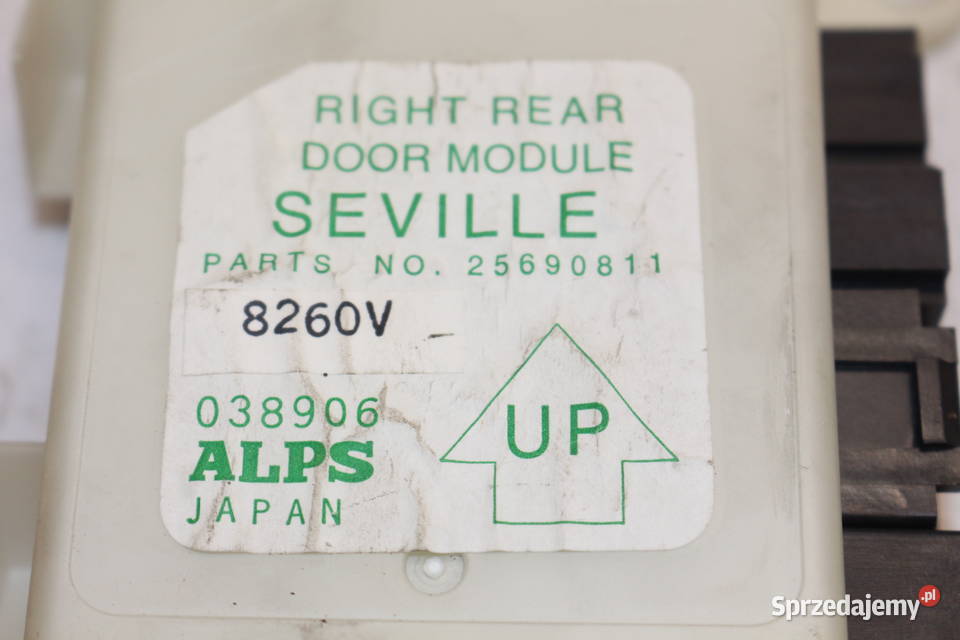 RIGHT REAR
DOOR MODULE
SEVILLE
PARTS NO. 25690811
8260V -
038906
ALPS
JAPAN
UP
Sprzedajemy.pl